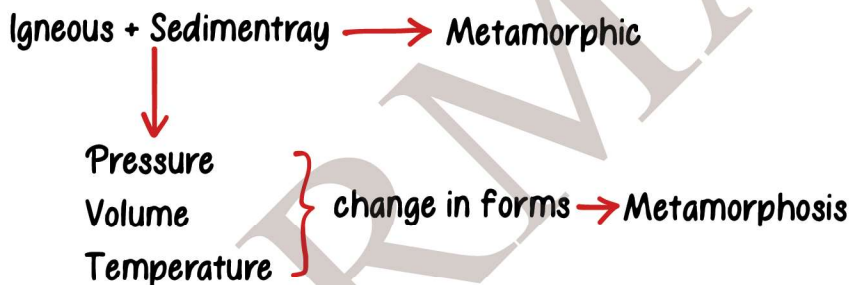 Igneous + Sedimentray → Metamorphic
Pressure
Volume
Temperature
change in forms → Metamorphosis